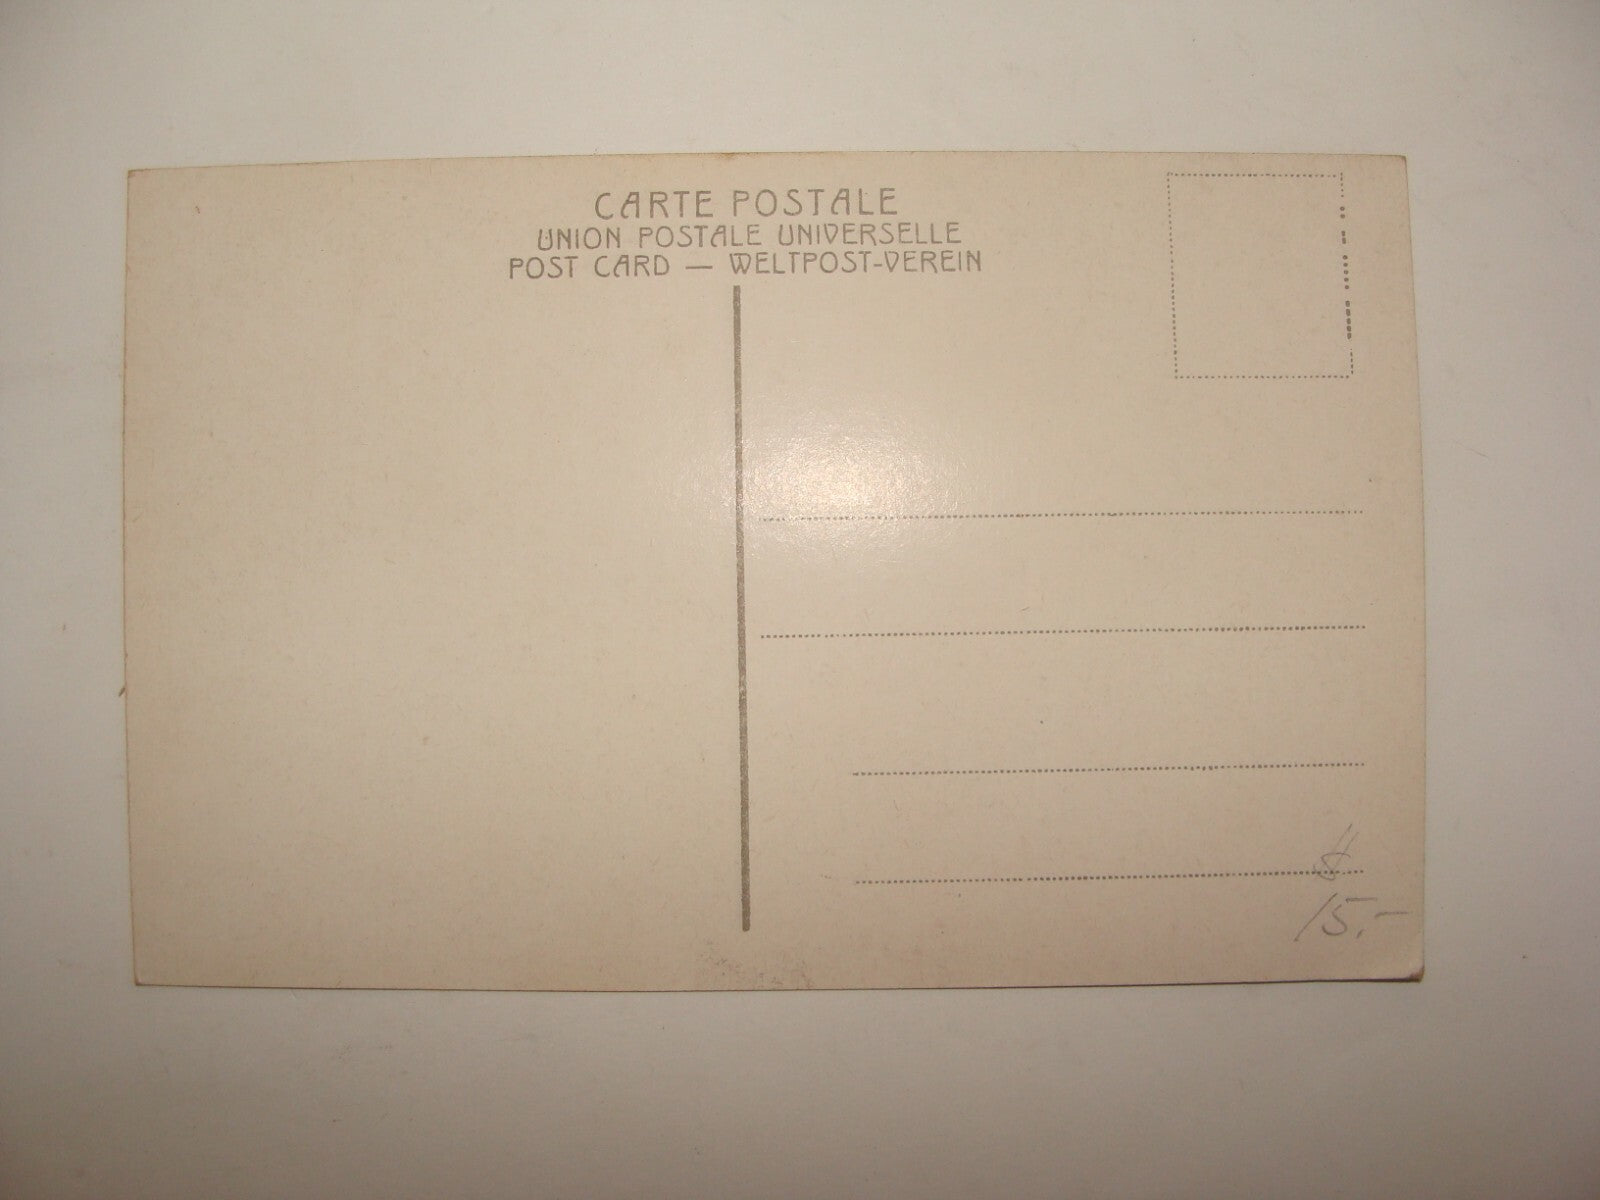 CARTE POSTALE
UNION POSTALE UNIVERSELLE
POST CARD — WELTPOST-VEREIN
$
15.-